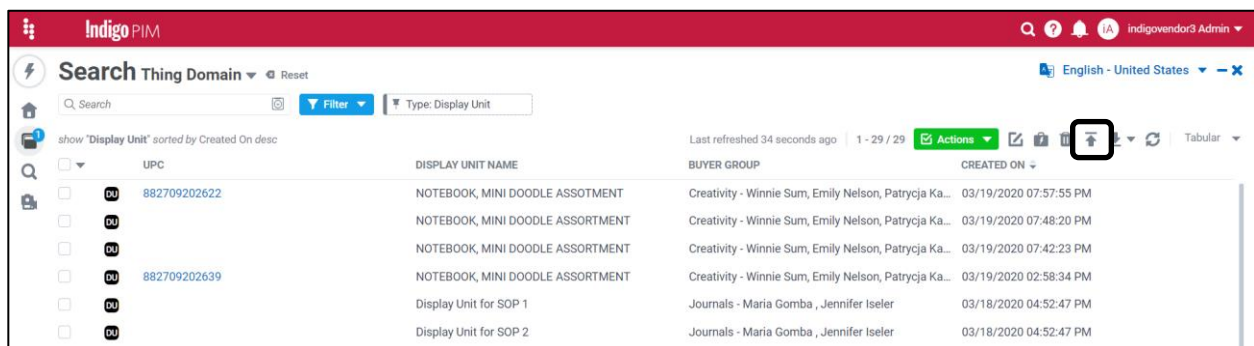 !ndigo PIM
iA indigovendor3 Admin
Search Thing Domain Reset
English - United States
Search
Filter
Type: Display Unit
show "Display Unit" sorted by Created On desc
Last refreshed 34 seconds ago 1 - 29 / 29 Actions Tabular
1
UPC DISPLAY UNIT NAME BUYER GROUP CREATED ON
DU 882709202622 NOTEBOOK, MINI DOODLE ASSOTMENT Creativity - Winnie Sum, Emily Nelson, Patrycja Ka... 03/19/2020 07:57:55 PM
DU NOTEBOOK, MINI DOODLE ASSORTMENT Creativity - Winnie Sum, Emily Nelson, Patrycja Ka... 03/19/2020 07:48:20 PM
DU NOTEBOOK, MINI DOODLE ASSORTMENT Creativity - Winnie Sum, Emily Nelson, Patrycja Ka... 03/19/2020 07:42:23 PM
DU 882709202639 NOTEBOOK, MINI DOODLE ASSORTMENT Creativity - Winnie Sum, Emily Nelson, Patrycja Ka... 03/19/2020 02:58:34 PM
DU Display Unit for SOP 1 Journals - Maria Gomba , Jennifer Iseler 03/18/2020 04:52:47 PM
DU Display Unit for SOP 2 Journals - Maria Gomba , Jennifer Iseler 03/18/2020 04:52:47 PM